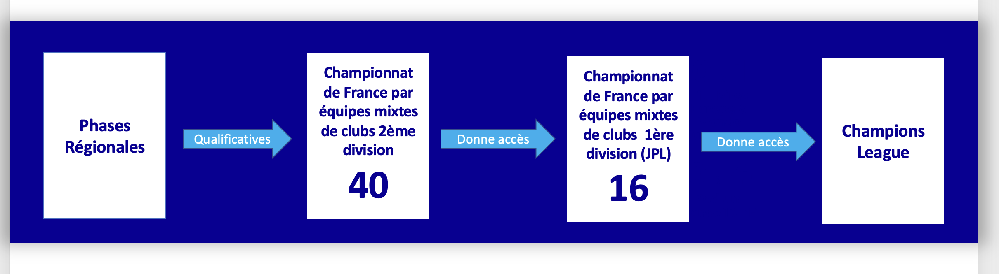 Phases
Régionales
Qualificatives
Championnat
de France par
équipes mixtes
de clubs 2ème
division
40
Donne accès
Championnat
de France par
équipes mixtes
de clubs  1ère
division (JPL)
16
Donne accès
Champions
League